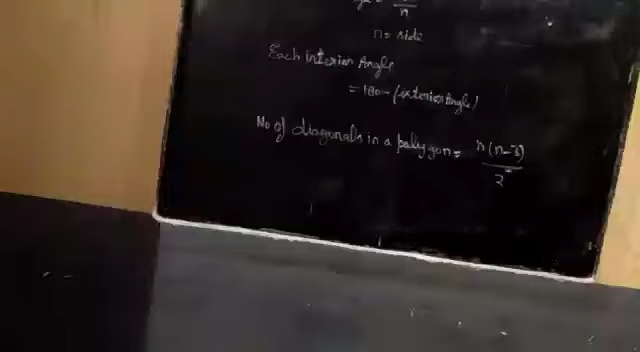 n
n = side
Each Interior Angle
= 180 - (exterior Angle)
No of diagonals in a polygon = n(n-3)
2